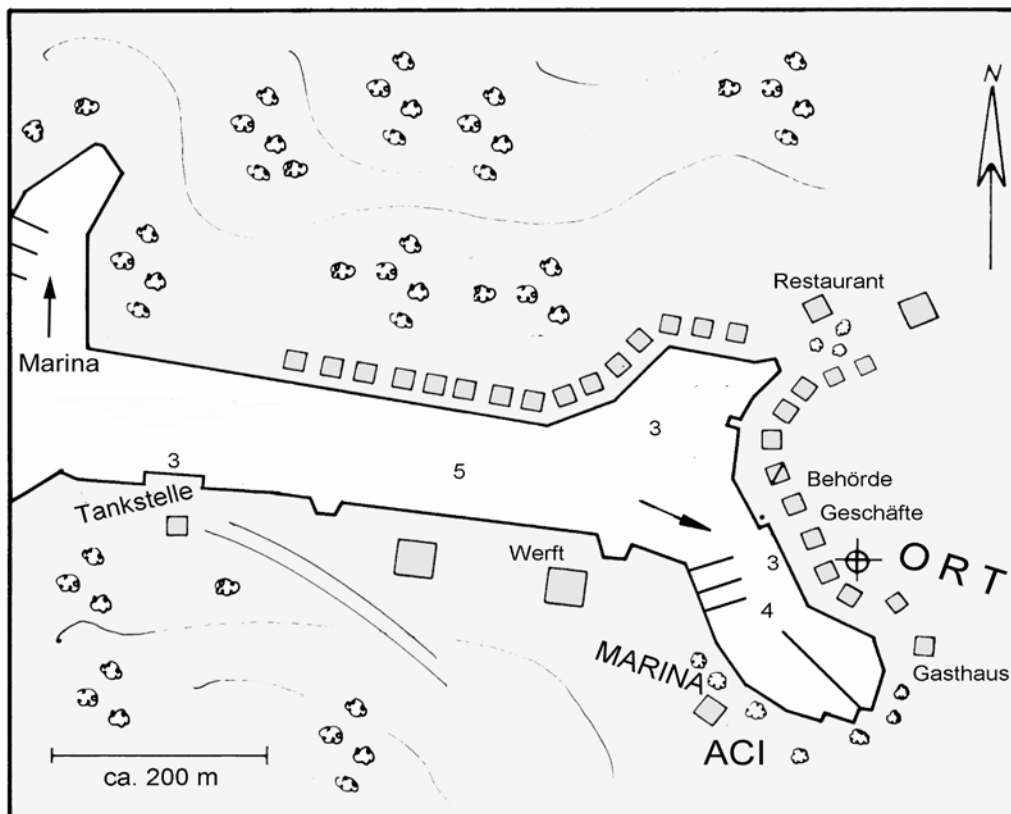 N
Restaurant
Marina
3
3
5
Behörde
Tankstelle
Geschäfte
ORT
Werft
3
4
MARINA
Gasthaus
ACI
ca. 200 m